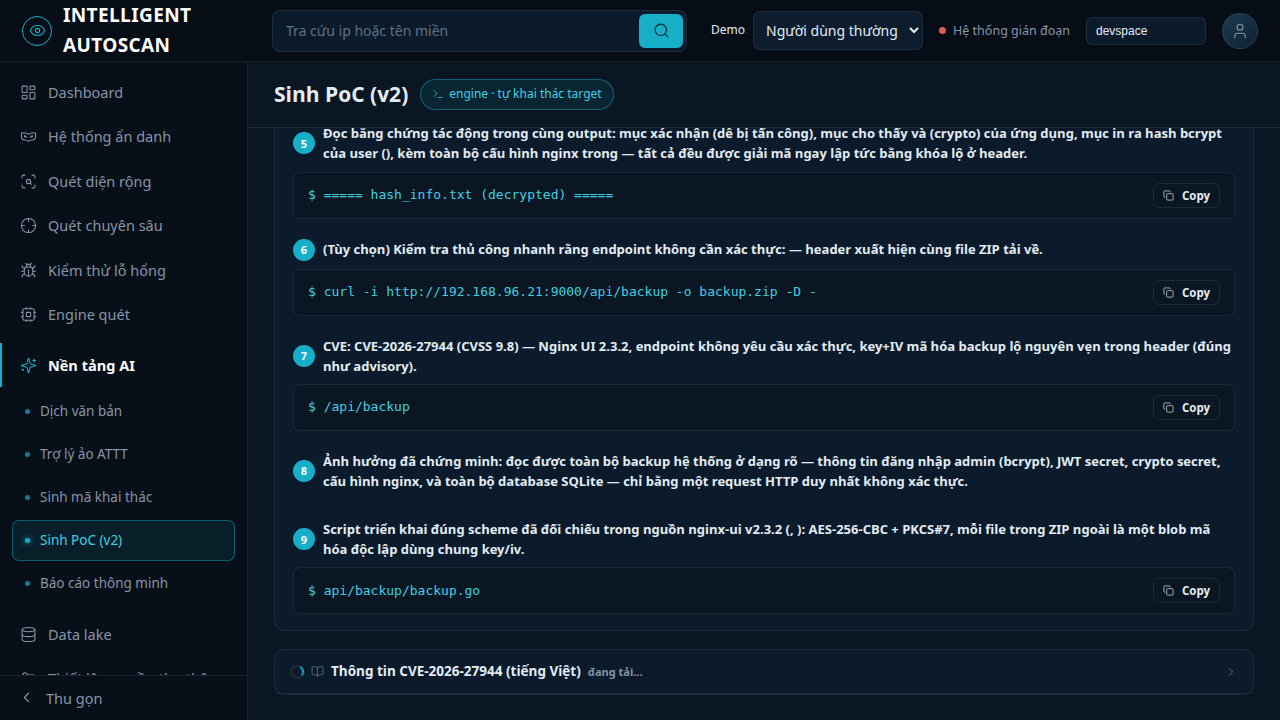 INTELLIGENT
AUTOSCAN
Tra cứu ip hoặc tên miền
Demo
Người dùng thường
Hệ thống gián đoạn
devspace
Dashboard
Hệ thống ẩn danh
Quét diện rộng
Quét chuyên sâu
Kiểm thử lỗ hổng
Engine quét
Nền tảng AI
Dịch văn bản
Trợ lý ảo ATTT
Sinh mã khai thác
Sinh PoC (v2)
Báo cáo thông minh
Data lake
Thu gọn
Sinh PoC (v2)
engine · tự khai thác target
5
Đọc bằng chứng tác động trong cùng output: mục xác nhận (dê bị tấn công), mục cho thấy và (crypto) của ứng dụng, mục in ra hash bcrypt
của user (), kèm toàn bộ cấu hình nginx trong — tất cả đều được giải mã ngay lập tức bằng khóa lộ ở header.
$ ===== hash_info.txt (decrypted) =====
Copy
6
(Tùy chọn) Kiểm tra thủ công nhanh rằng endpoint không cần xác thực: — header xuất hiện cùng file ZIP tải về.
$ curl -i http://192.168.96.21:9000/api/backup -o backup.zip -D -
Copy
7
CVE: CVE-2026-27944 (CVSS 9.8) — Nginx UI 2.3.2, endpoint không yêu cầu xác thực, key+IV mã hóa backup lộ nguyên vẹn trong header (đúng
như advisory).
$ /api/backup
Copy
8
Ảnh hưởng đã chứng minh: đọc được toàn bộ backup hệ thống ở dạng rõ — thông tin đăng nhập admin (bcrypt), JWT secret, crypto secret,
cấu hình nginx, và toàn bộ database SQLite — chỉ bằng một request HTTP duy nhất không xác thực.
9
Script triển khai đúng scheme đã đối chiếu trong nguồn nginx-ui v2.3.2 (, ): AES-256-CBC + PKCS#7, mỗi file trong ZIP ngoài là một blob mã
hóa độc lập dùng chung key/iv.
$ api/backup/backup.go
Copy
Thông tin CVE-2026-27944 (tiếng Việt) đang tải...